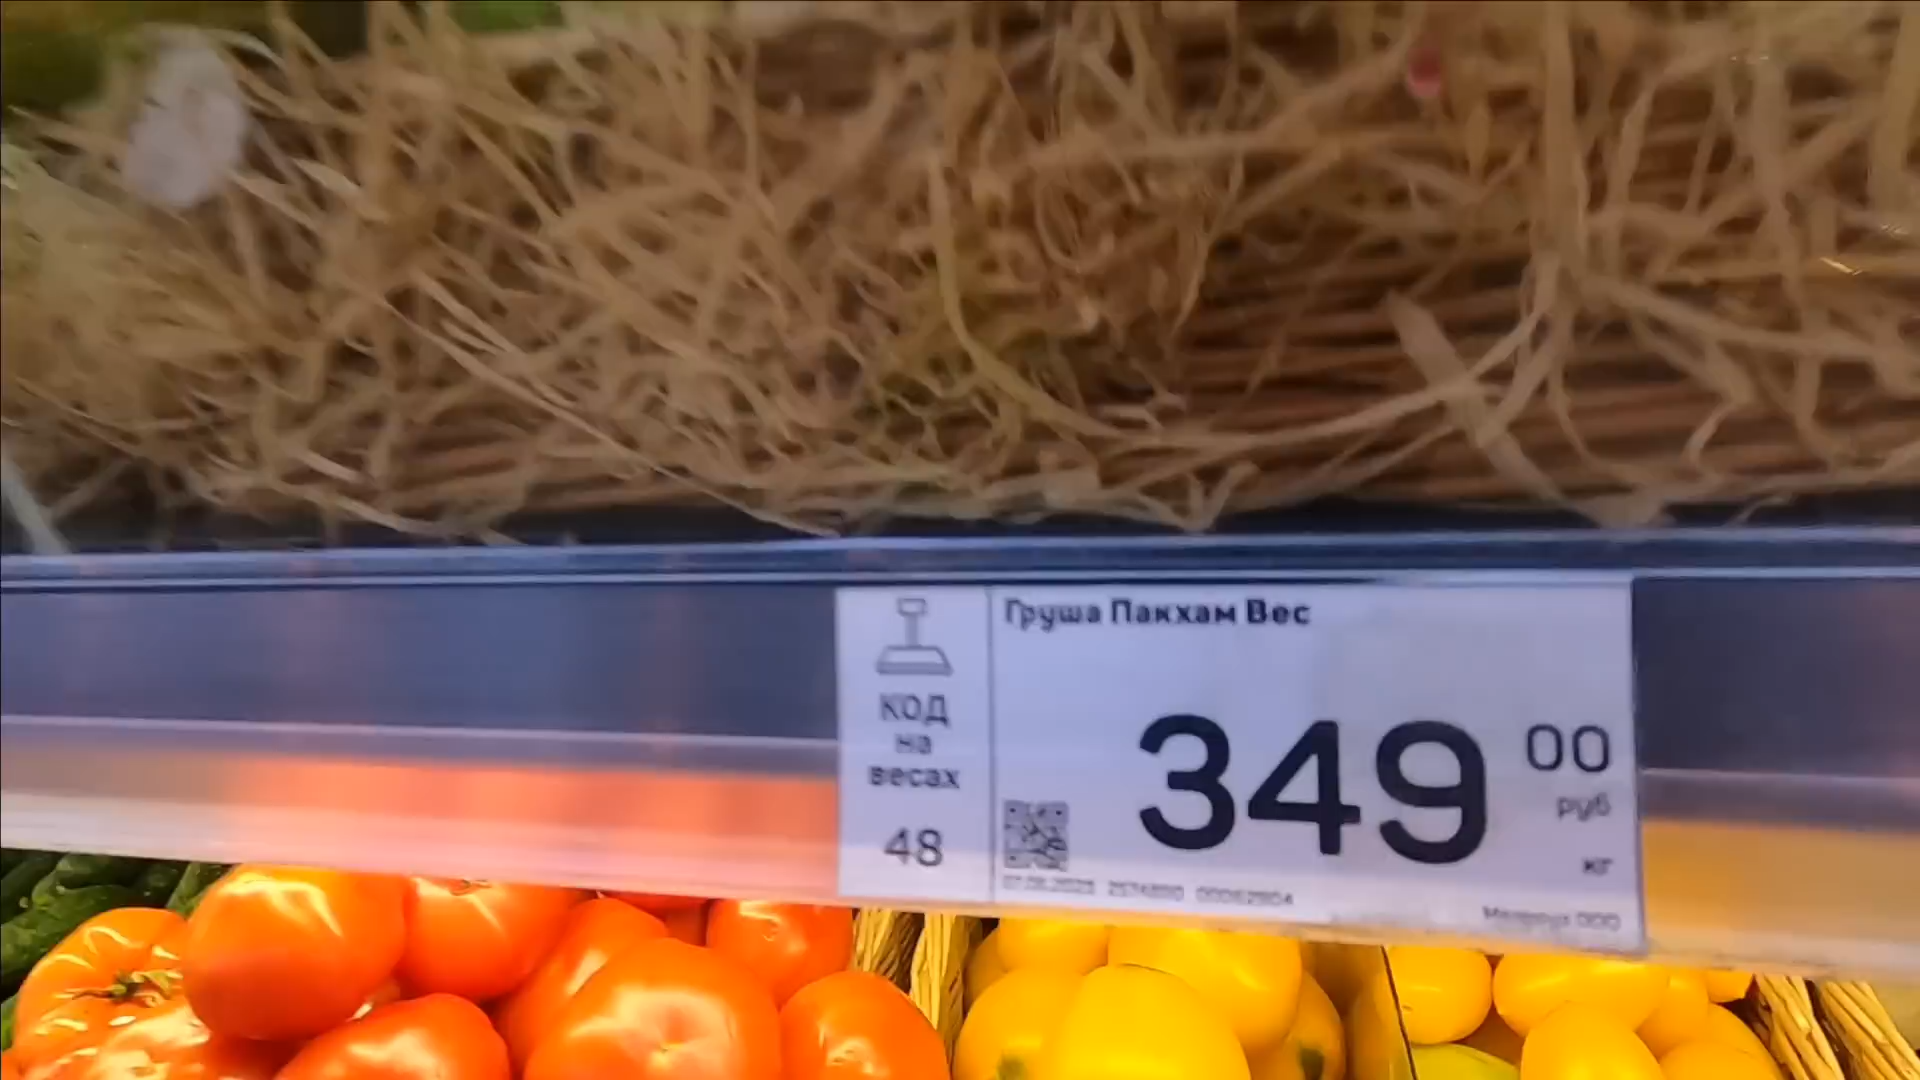 Груша Пакхам Вес
код
на
весах
48
349 00
руб
кг